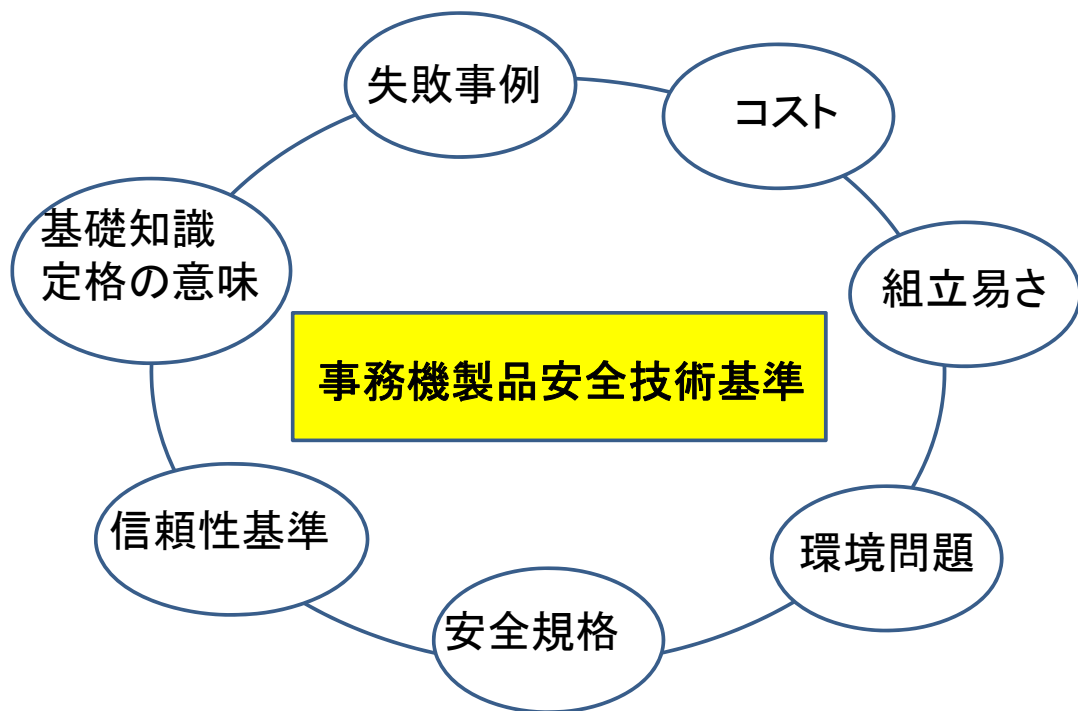 失敗事例
コスト
基礎知識
定格の意味
組立易さ
事務機製品安全技術基準
信頼性基準
環境問題
安全規格